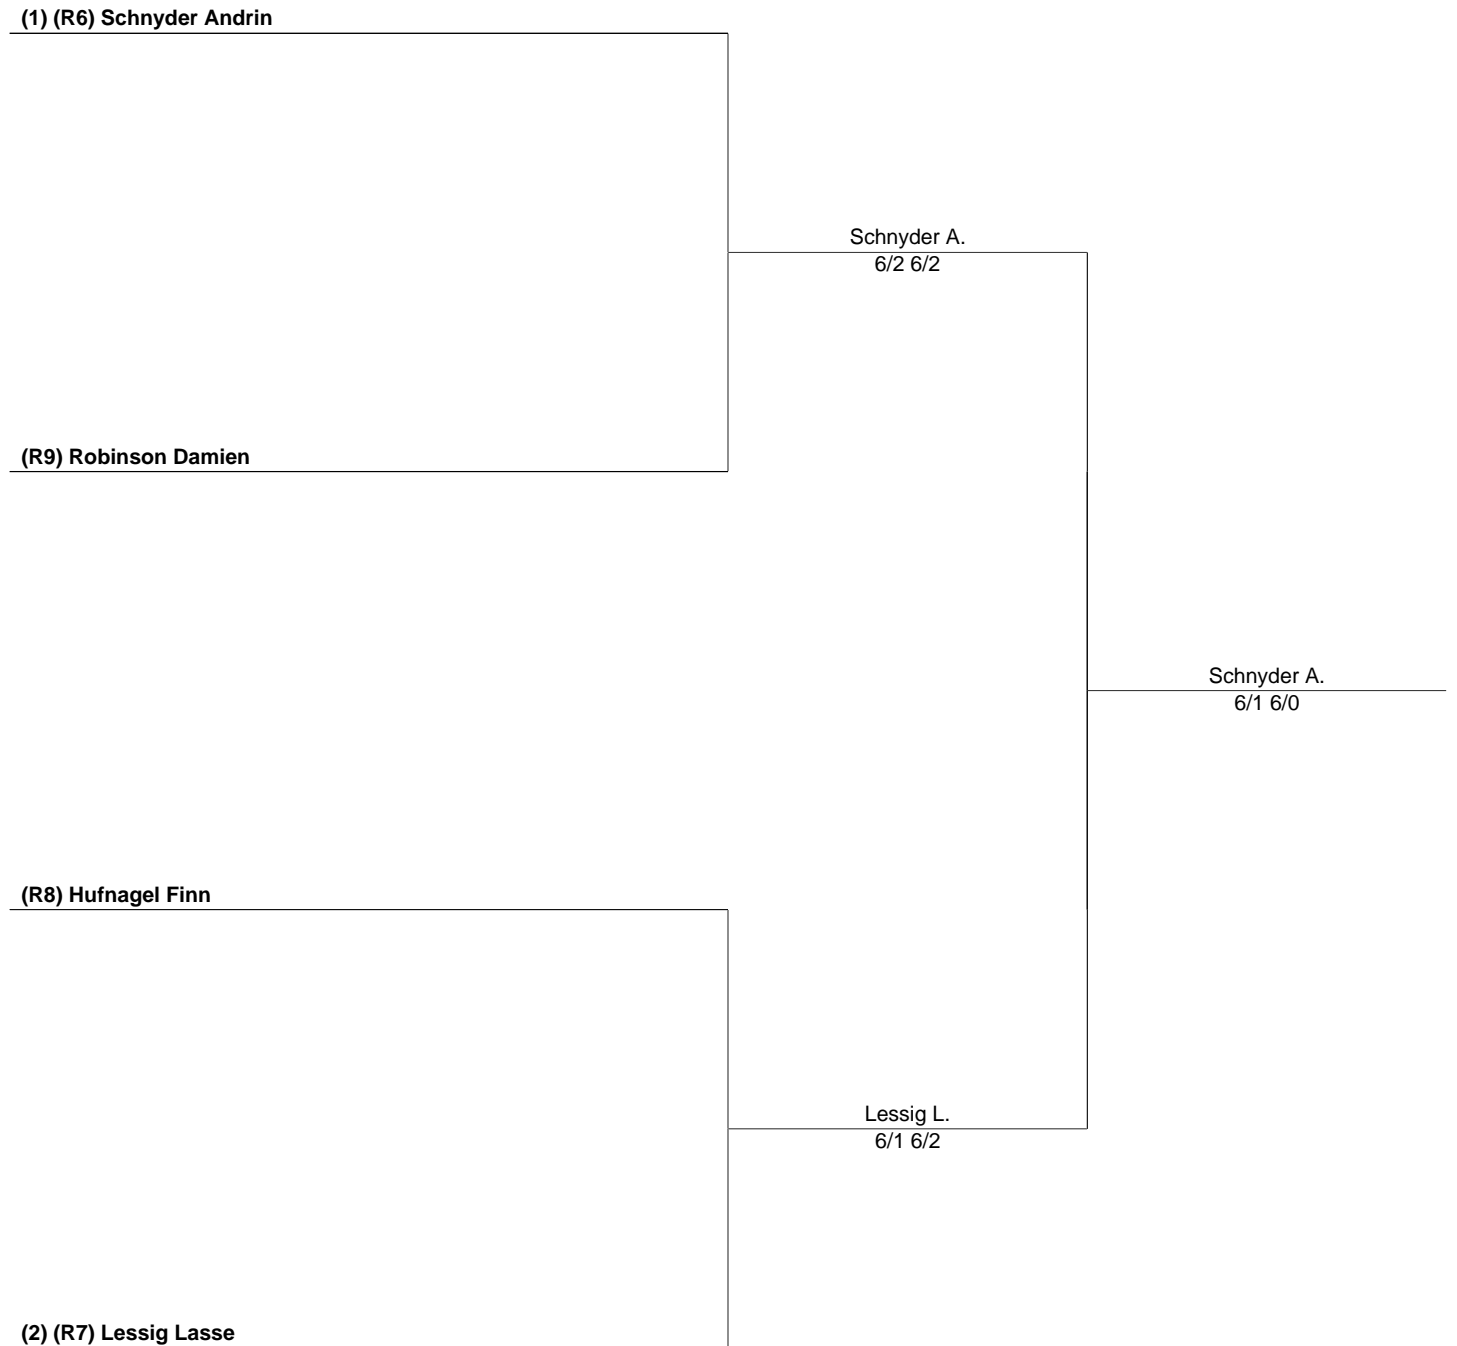 (1) (R6) Schnyder Andrin
Schnyder A.
6/2 6/2
(R9) Robinson Damien
Schnyder A.
6/1 6/0
(R8) Hufnagel Finn
Lessig L.
6/1 6/2
(2) (R7) Lessig Lasse